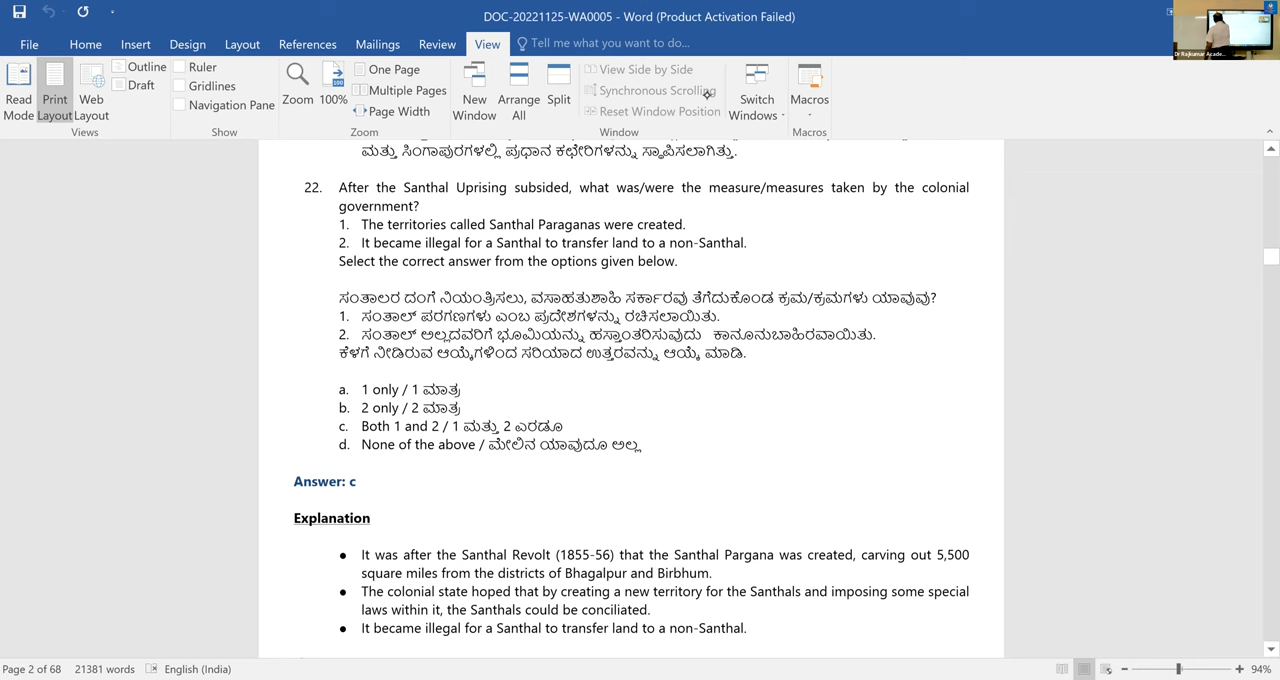 DOC-20221125-WA0005 - Word (Product Activation Failed)
File Home Insert Design Layout References Mailings Review View Tell me what you want to do...
Read Mode
Print Layout
Web Layout
Outline
Draft
Views
Ruler
Gridlines
Navigation Pane
Show
Zoom
100%
One Page
Multiple Pages
Page Width
Zoom
New Window
Arrange All
Split
View Side by Side
Synchronous Scrolling
Reset Window Position
Window
Switch Windows
Macros
Macros
Dr Rajkumar Acade...
ಮತ್ತು ಸಿಂಗಾಪುರಗಳಲ್ಲಿ ಪ್ರಧಾನ ಕಛೇರಿಗಳನ್ನು ಸ್ಥಾಪಿಸಲಾಗಿತ್ತು.
22. After the Santhal Uprising subsided, what was/were the measure/measures taken by the colonial
government?
1. The territories called Santhal Paraganas were created.
2. It became illegal for a Santhal to transfer land to a non-Santhal.
Select the correct answer from the options given below.
ಸಂತಾಲರ ದಂಗೆ ನಿಯಂತ್ರಿಸಲು, ವಸಾಹತುಶಾಹಿ ಸರ್ಕಾರವು ತೆಗೆದುಕೊಂಡ ಕ್ರಮ/ಕ್ರಮಗಳು ಯಾವುವು?
1. ಸಂತಾಲ್ ಪರಗಣಗಳು ಎಂಬ ಪ್ರದೇಶಗಳನ್ನು ರಚಿಸಲಾಯಿತು.
2. ಸಂತಾಲ್ ಅಲ್ಲದವರಿಗೆ ಭೂಮಿಯನ್ನು ಹಸ್ತಾಂತರಿಸುವುದು ಕಾನೂನುಬಾಹಿರವಾಯಿತು.
ಕೆಳಗೆ ನೀಡಿರುವ ಆಯ್ಕೆಗಳಿಂದ ಸರಿಯಾದ ಉತ್ತರವನ್ನು ಆಯ್ಕೆ ಮಾಡಿ.
a. 1 only / 1 ಮಾತ್ರ
b. 2 only / 2 ಮಾತ್ರ
c. Both 1 and 2 / 1 ಮತ್ತು 2 ಎರಡೂ
d. None of the above / ಮೇಲಿನ ಯಾವುದೂ ಅಲ್ಲ
Answer: c
Explanation
● It was after the Santhal Revolt (1855-56) that the Santhal Pargana was created, carving out 5,500
square miles from the districts of Bhagalpur and Birbhum.
● The colonial state hoped that by creating a new territory for the Santhals and imposing some special
laws within it, the Santhals could be conciliated.
● It became illegal for a Santhal to transfer land to a non-Santhal.
Page 2 of 68 21381 words English (India) 94%